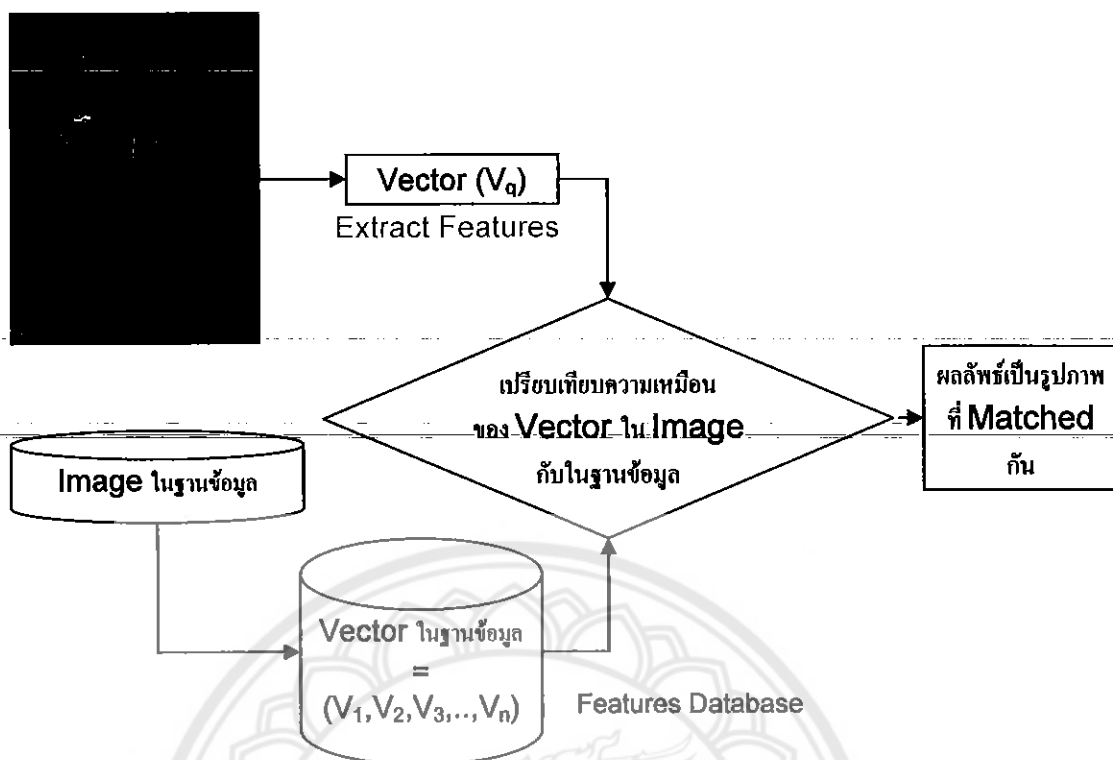 Vector (Vq)
Extract Features
เปรียบเทียบความเหมือน
ของ Vector ใน Image
กับในฐานข้อมูล
ผลลัพธ์เป็นรูปภาพ
ที่ Matched
กัน
Image ในฐานข้อมูล
Vector ในฐานข้อมูล
=
(V1,V2,V3,..,Vn)
Features Database